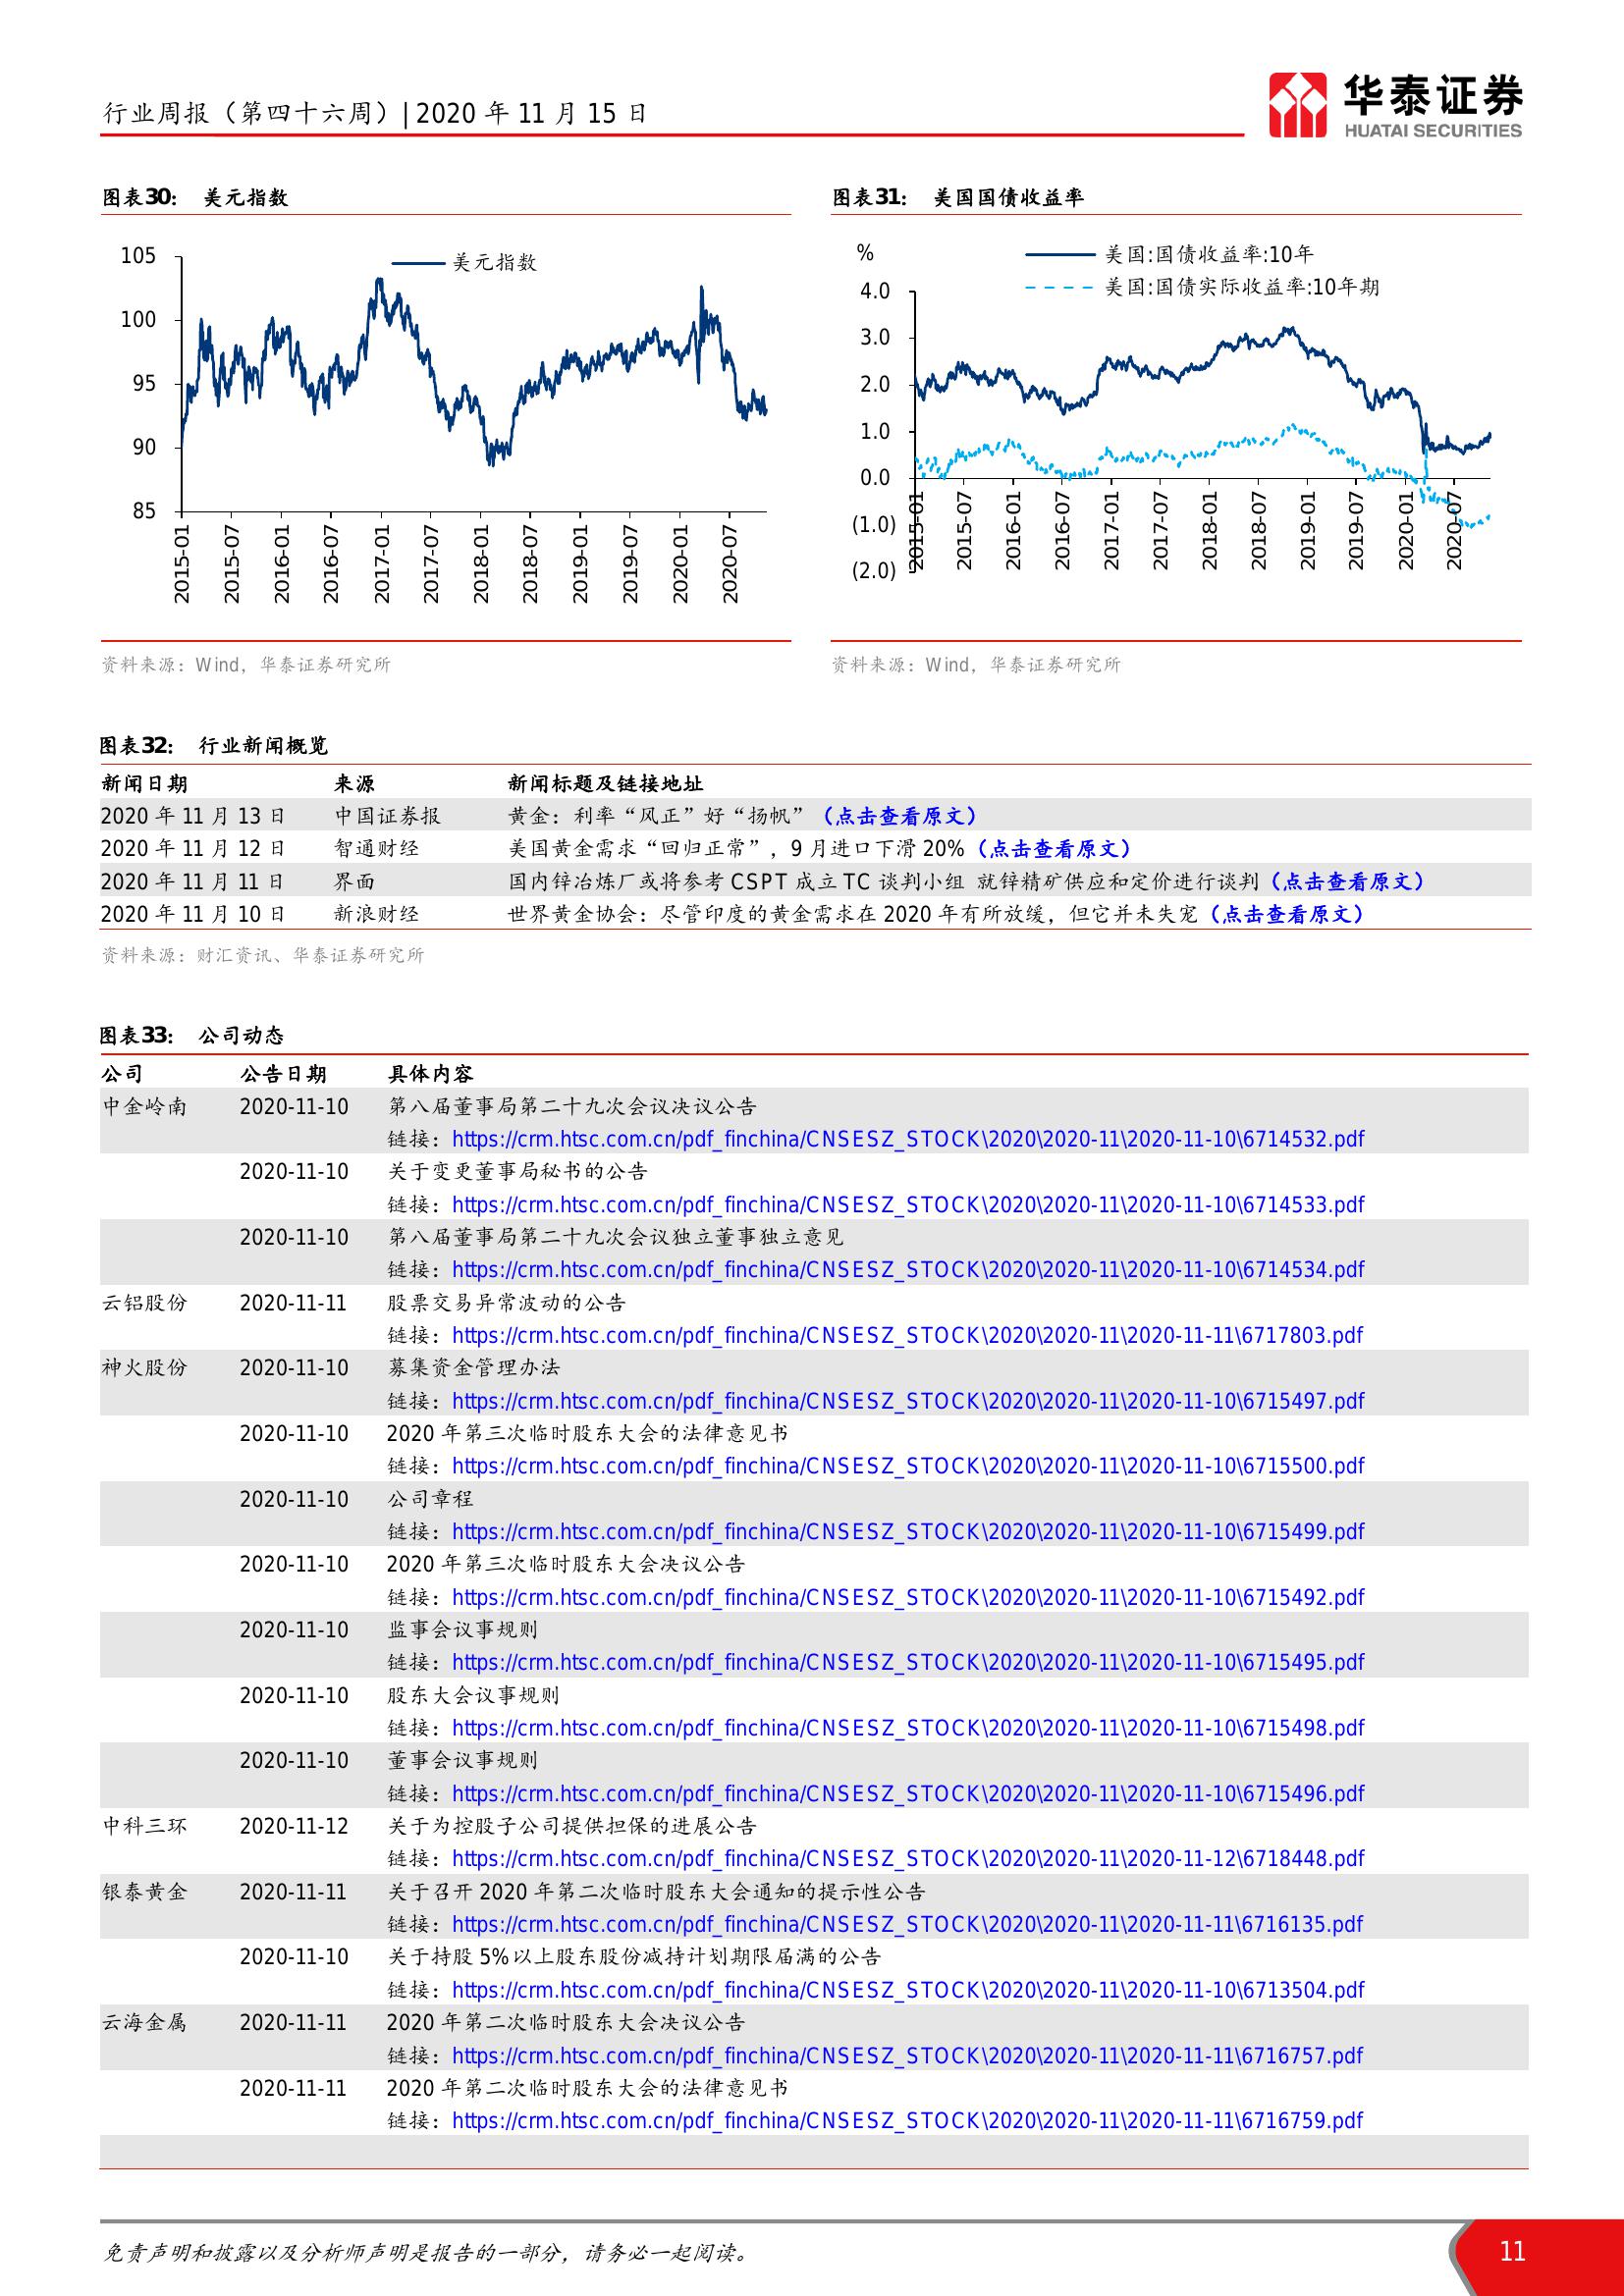 行业周报（第四十六周）| 2020 年 11 月 15 日
华泰证券
HUATAI SECURITIES
图表30： 美元指数
美元指数
105
100
95
90
85
2015-01
2015-07
2016-01
2016-07
2017-01
2017-07
2018-01
2018-07
2019-01
2019-07
2020-01
2020-07
资料来源：Wind，华泰证券研究所
图表31： 美国国债收益率
%
美国:国债收益率:10年
美国:国债实际收益率:10年期
4.0
3.0
2.0
1.0
0.0
(1.0)
(2.0)
2015-01
2015-07
2016-01
2016-07
2017-01
2017-07
2018-01
2018-07
2019-01
2019-07
2020-01
2020-07
资料来源：Wind，华泰证券研究所
图表32： 行业新闻概览
新闻日期 来源 新闻标题及链接地址
2020 年 11 月 13 日 中国证券报 黄金：利率“风正”好“扬帆”（点击查看原文）
2020 年 11 月 12 日 智通财经 美国黄金需求“回归正常”，9 月进口下滑 20%（点击查看原文）
2020 年 11 月 11 日 界面 国内锌冶炼厂或将参考 CSPT 成立 TC 谈判小组 就锌精矿供应和定价进行谈判（点击查看原文）
2020 年 11 月 10 日 新浪财经 世界黄金协会：尽管印度的黄金需求在 2020 年有所放缓，但它并未失宠（点击查看原文）
资料来源：财汇资讯、华泰证券研究所
图表33： 公司动态
公司 公告日期 具体内容
中金岭南 2020-11-10 第八届董事局第二十九次会议决议公告
链接：https://crm.htsc.com.cn/pdf_finchina/CNSESZ_STOCK\2020\2020-11\2020-11-10\6714532.pdf
2020-11-10 关于变更董事局秘书的公告
链接：https://crm.htsc.com.cn/pdf_finchina/CNSESZ_STOCK\2020\2020-11\2020-11-10\6714533.pdf
2020-11-10 第八届董事局第二十九次会议独立董事独立意见
链接：https://crm.htsc.com.cn/pdf_finchina/CNSESZ_STOCK\2020\2020-11\2020-11-10\6714534.pdf
云铝股份 2020-11-11 股票交易异常波动的公告
链接：https://crm.htsc.com.cn/pdf_finchina/CNSESZ_STOCK\2020\2020-11\2020-11-11\6717803.pdf
神火股份 2020-11-10 募集资金管理办法
链接：https://crm.htsc.com.cn/pdf_finchina/CNSESZ_STOCK\2020\2020-11\2020-11-10\6715497.pdf
2020-11-10 2020 年第三次临时股东大会的法律意见书
链接：https://crm.htsc.com.cn/pdf_finchina/CNSESZ_STOCK\2020\2020-11\2020-11-10\6715500.pdf
2020-11-10 公司章程
链接：https://crm.htsc.com.cn/pdf_finchina/CNSESZ_STOCK\2020\2020-11\2020-11-10\6715499.pdf
2020-11-10 2020 年第三次临时股东大会决议公告
链接：https://crm.htsc.com.cn/pdf_finchina/CNSESZ_STOCK\2020\2020-11\2020-11-10\6715492.pdf
2020-11-10 监事会议事规则
链接：https://crm.htsc.com.cn/pdf_finchina/CNSESZ_STOCK\2020\2020-11\2020-11-10\6715495.pdf
2020-11-10 股东大会议事规则
链接：https://crm.htsc.com.cn/pdf_finchina/CNSESZ_STOCK\2020\2020-11\2020-11-10\6715498.pdf
2020-11-10 董事会议事规则
链接：https://crm.htsc.com.cn/pdf_finchina/CNSESZ_STOCK\2020\2020-11\2020-11-10\6715496.pdf
中科三环 2020-11-12 关于为控股子公司提供担保的进展公告
链接：https://crm.htsc.com.cn/pdf_finchina/CNSESZ_STOCK\2020\2020-11\2020-11-12\6718448.pdf
银泰黄金 2020-11-11 关于召开 2020 年第二次临时股东大会通知的提示性公告
链接：https://crm.htsc.com.cn/pdf_finchina/CNSESZ_STOCK\2020\2020-11\2020-11-11\6716135.pdf
2020-11-10 关于持股 5%以上股东股份减持计划期限届满的公告
链接：https://crm.htsc.com.cn/pdf_finchina/CNSESZ_STOCK\2020\2020-11\2020-11-10\6713504.pdf
云海金属 2020-11-11 2020 年第二次临时股东大会决议公告
链接：https://crm.htsc.com.cn/pdf_finchina/CNSESZ_STOCK\2020\2020-11\2020-11-11\6716757.pdf
2020-11-11 2020 年第二次临时股东大会的法律意见书
链接：https://crm.htsc.com.cn/pdf_finchina/CNSESZ_STOCK\2020\2020-11\2020-11-11\6716759.pdf
免责声明和披露以及分析师声明是报告的一部分，请务必一起阅读。
11